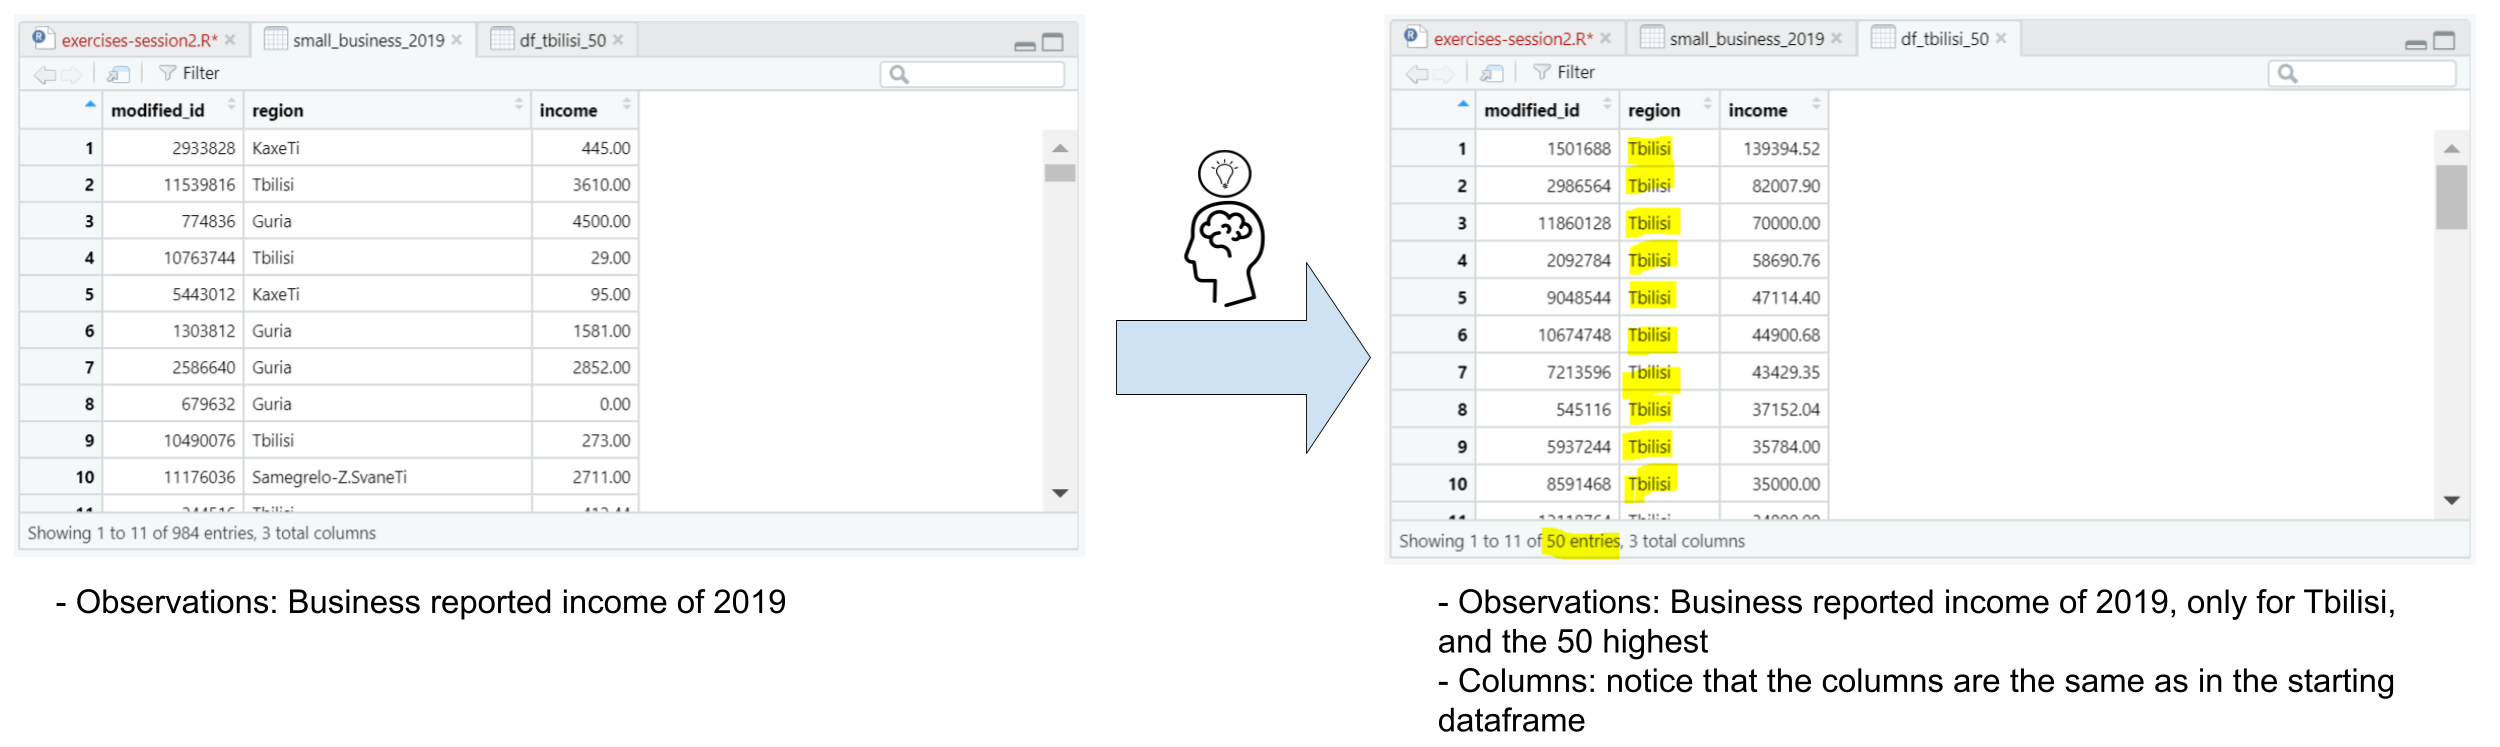 exercises-session2.R* small_business_2019 df_tbilisi_50
Filter
modified_id region income
1 2933828 KaxeTi 445.00
2 11539816 Tbilisi 3610.00
3 774836 Guria 4500.00
4 10763744 Tbilisi 29.00
5 5443012 KaxeTi 95.00
6 1303812 Guria 1581.00
7 2586640 Guria 2852.00
8 679632 Guria 0.00
9 10490076 Tbilisi 273.00
10 11176036 Samegrelo-Z.SvaneTi 2711.00
11 Tbilisi
Showing 1 to 11 of 984 entries, 3 total columns
- Observations: Business reported income of 2019
exercises-session2.R* small_business_2019 df_tbilisi_50
Filter
modified_id region income
1 1501688 Tbilisi 139394.52
2 2986564 Tbilisi 82007.90
3 11860128 Tbilisi 70000.00
4 2092784 Tbilisi 58690.76
5 9048544 Tbilisi 47114.40
6 10674748 Tbilisi 44900.68
7 7213596 Tbilisi 43429.35
8 545116 Tbilisi 37152.04
9 5937244 Tbilisi 35784.00
10 8591468 Tbilisi 35000.00
11 Tbilisi
Showing 1 to 11 of 50 entries, 3 total columns
- Observations: Business reported income of 2019, only for Tbilisi,
and the 50 highest
- Columns: notice that the columns are the same as in the starting
dataframe